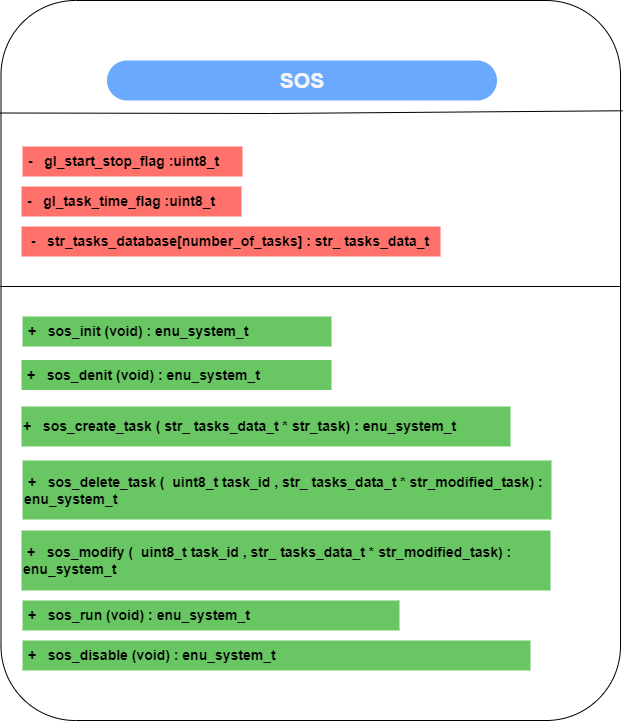 SOS
- gl_start_stop_flag :uint8_t
- gl_task_time_flag :uint8_t
- str_tasks_database[number_of_tasks] : str_ tasks_data_t
+ sos_init (void) : enu_system_t
+ sos_denit (void) : enu_system_t
+ sos_create_task ( str_ tasks_data_t * str_task) : enu_system_t
+ sos_delete_task ( uint8_t task_id , str_ tasks_data_t * str_modified_task) :
enu_system_t
+ sos_modify ( uint8_t task_id , str_ tasks_data_t * str_modified_task) :
enu_system_t
+ sos_run (void) : enu_system_t
+ sos_disable (void) : enu_system_t